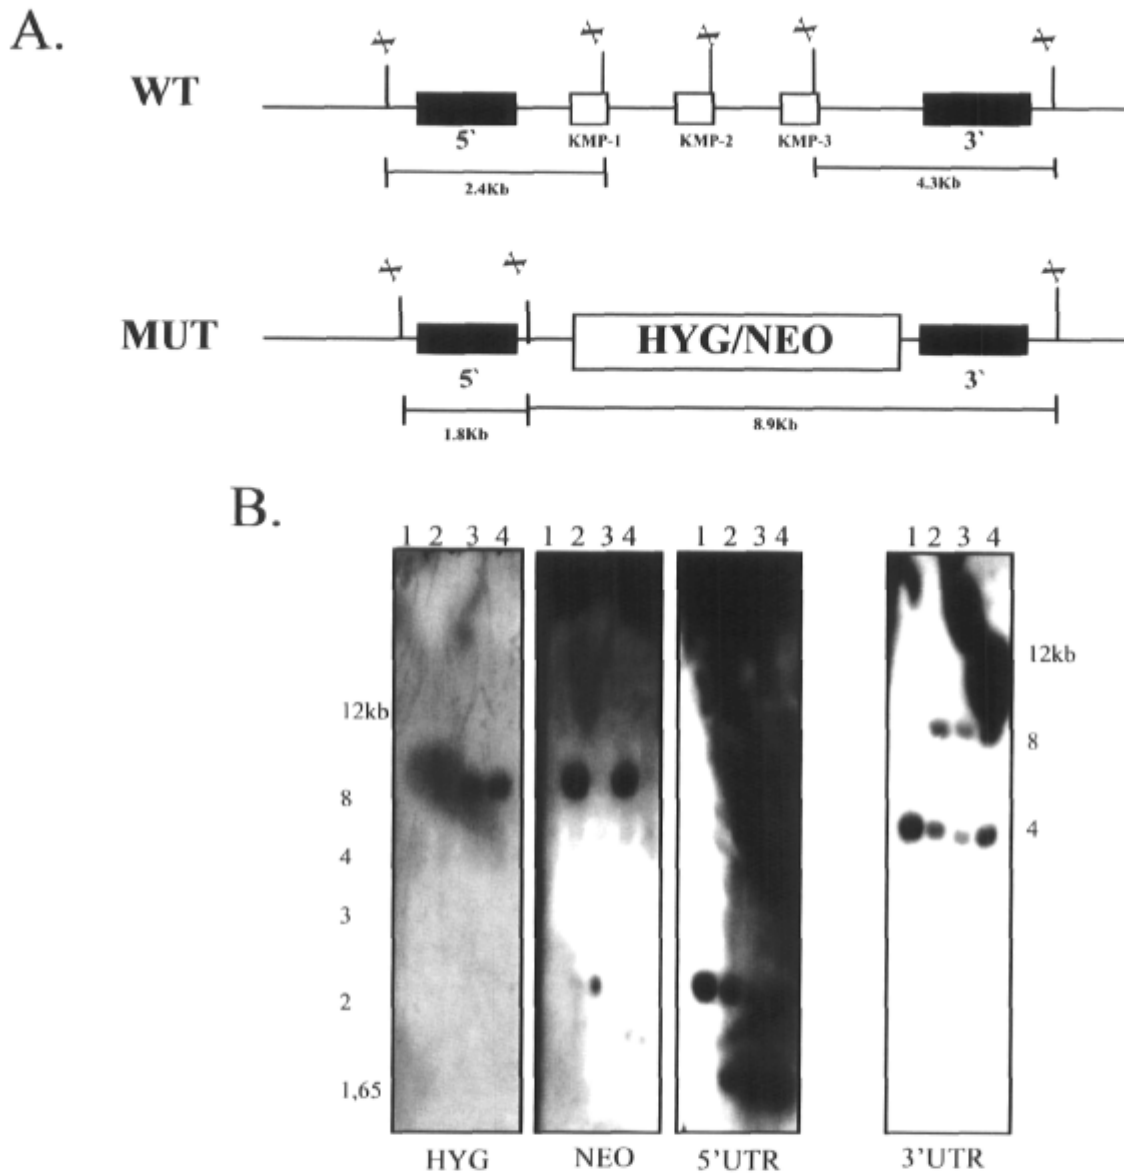 A.
X X X X X
WT
5` KMP-1 KMP-2 KMP-3 3`
2.4Kb 4.3Kb
X X X
MUT HYG/NEO
5` 3`
1.8Kb 8.9Kb
B.
1 2 3 4 1 2 3 4 1 2 3 4 1 2 3 4
12kb
12kb
8
8
4
4
3
2
1,65
HYG NEO 5'UTR 3'UTR